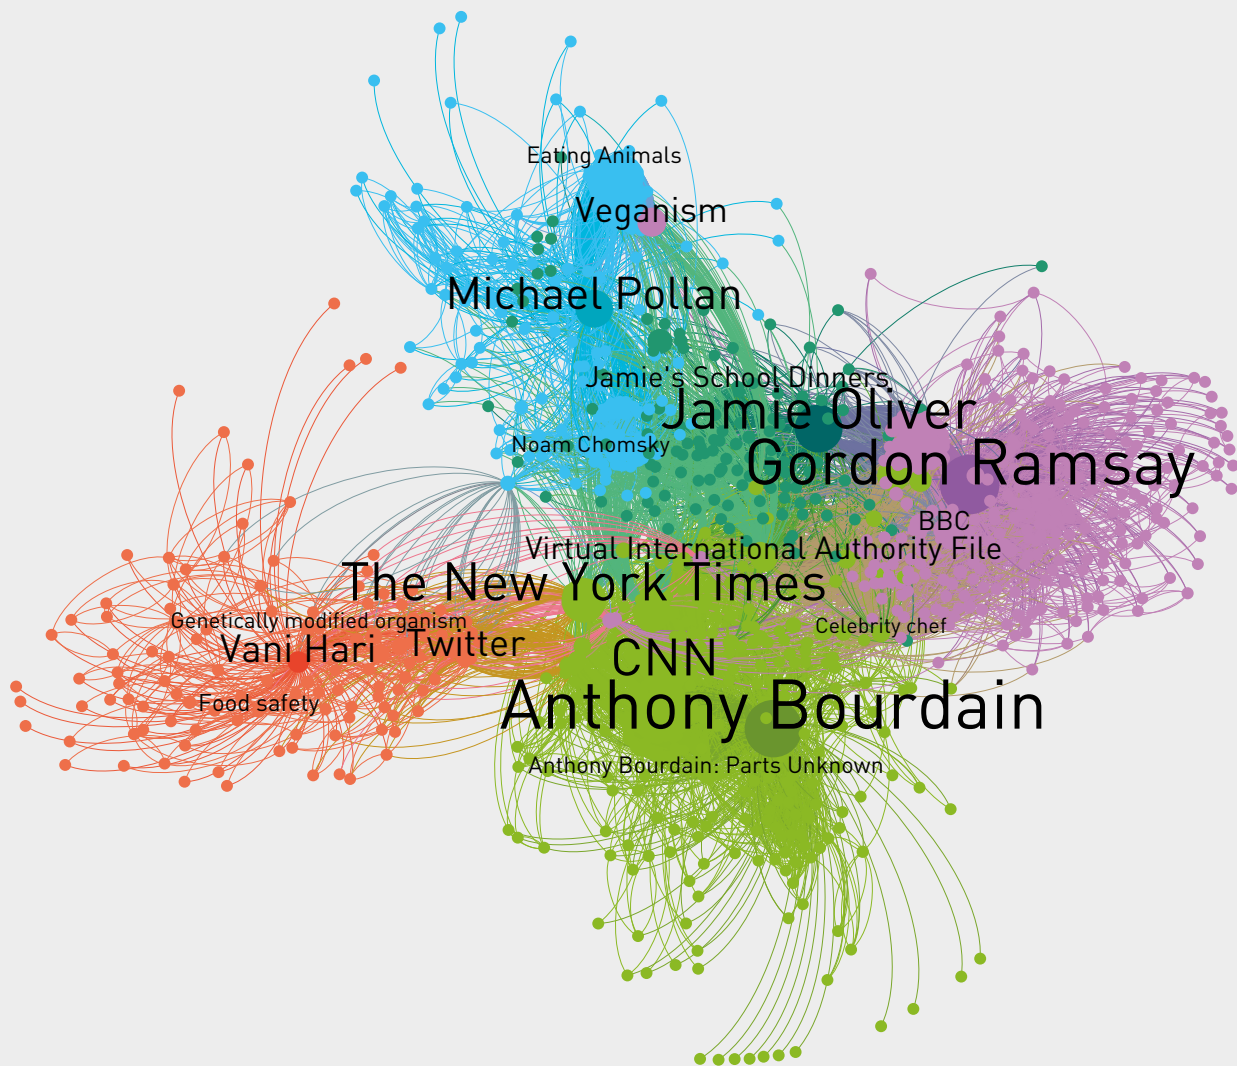 Eating Animals
Veganism
Michael Pollan
Jamie's School Dinners
Jamie Oliver
Noam Chomsky
Gordon Ramsay
BBC
Virtual International Authority File
The New York Times
Genetically modified organism
Celebrity chef
Vani Hari
Twitter
CNN
Food safety
Anthony Bourdain
Anthony Bourdain: Parts Unknown